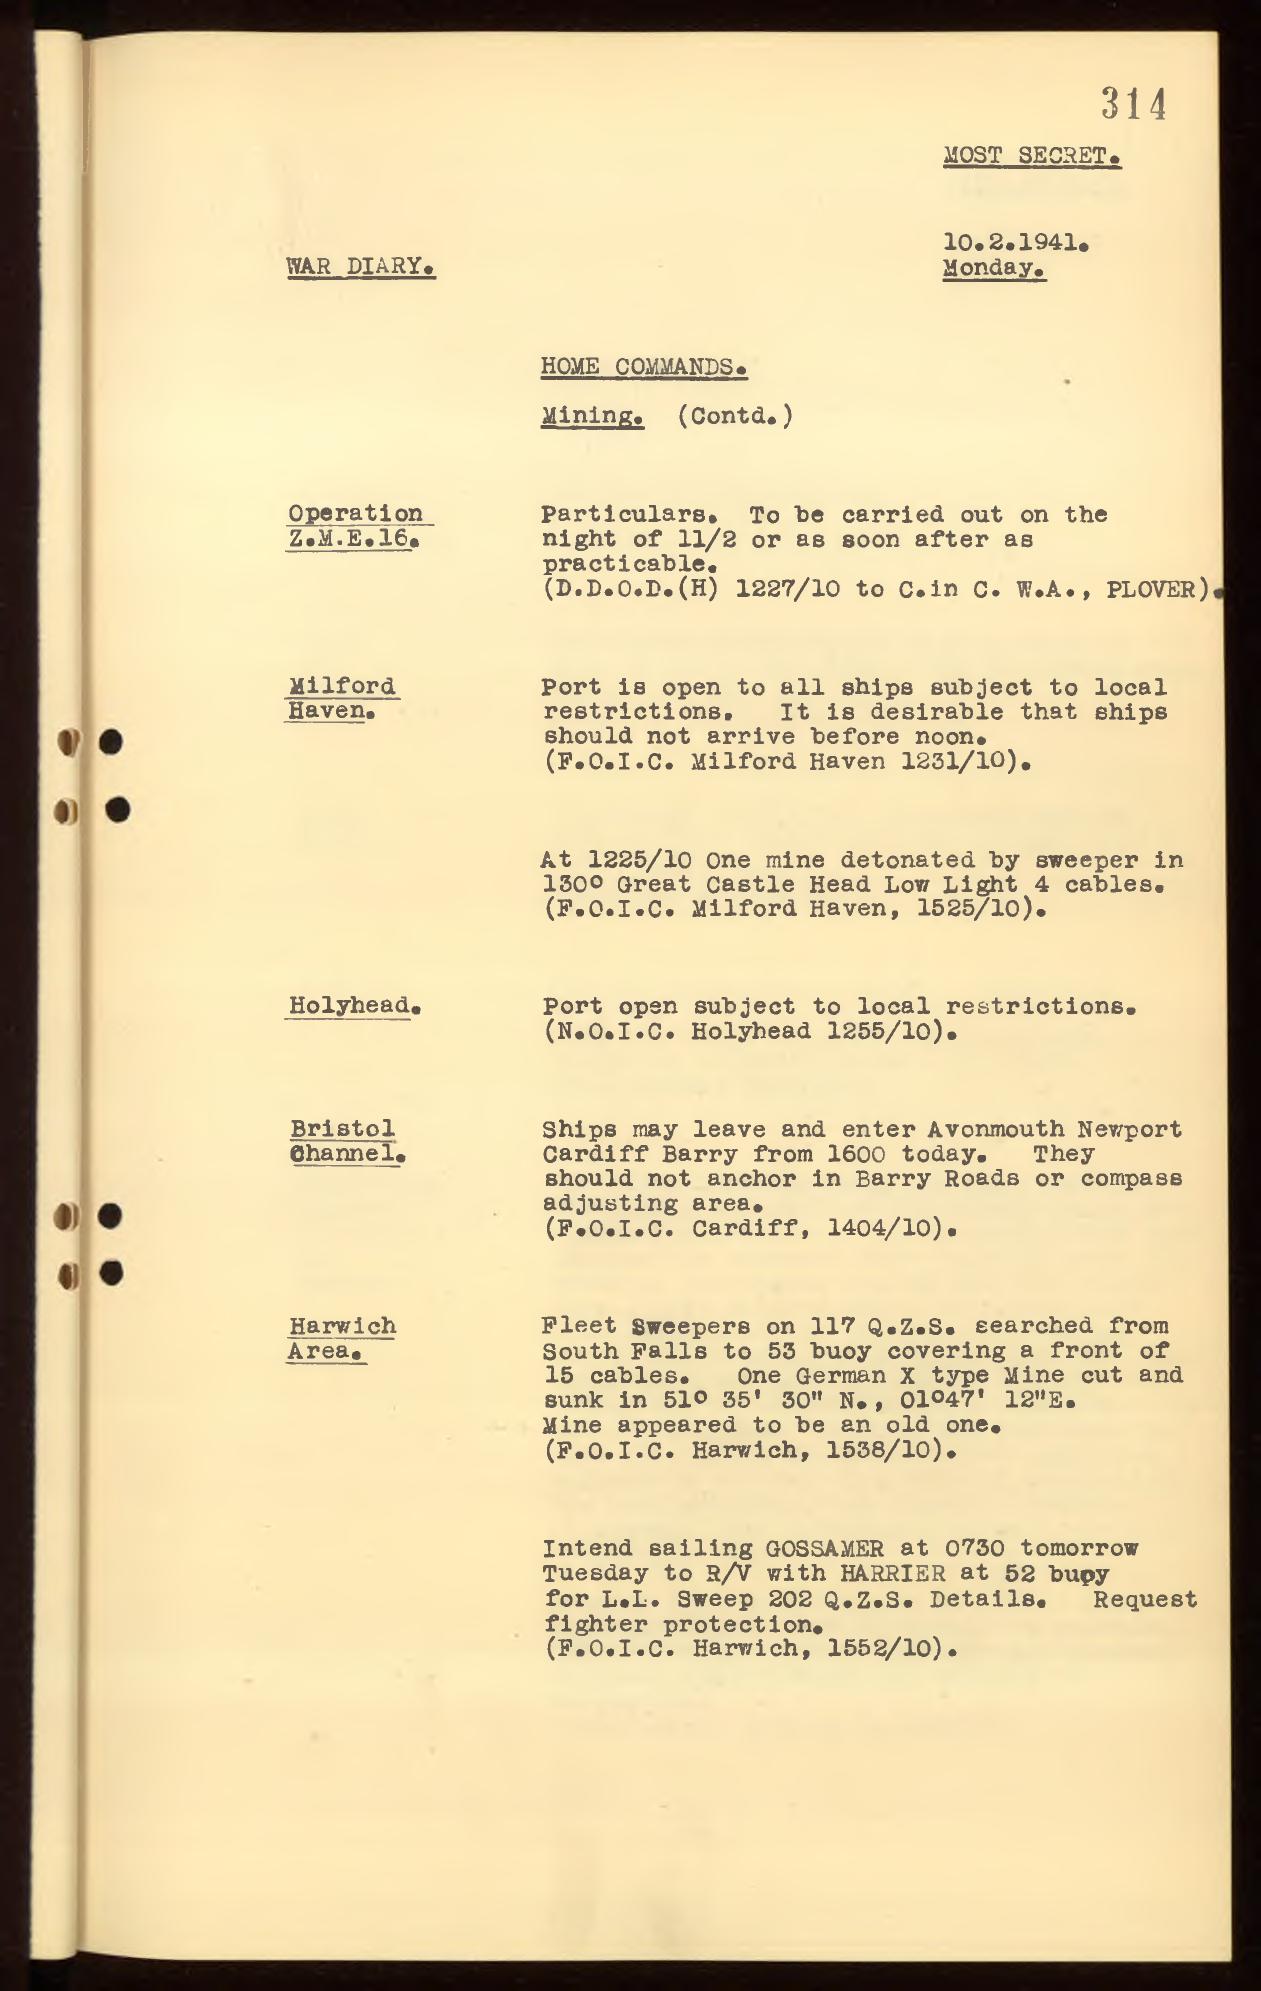 314
MOST SECRET.
10.2.1941.
WAR DIARY.
Monday.
HOME COMMANDS.
Mining. (Contd.)
Operation
Z.M.E.16.
Particulars. To be carried out on the
night of 11/2 or as soon after as
practicable.
(D.D.O.D.(H) 1227/10 to C.in C. W.A., PLOVER).
Milford
Haven.
Port is open to all ships subject to local
restrictions. It is desirable that ships
should not arrive before noon.
(F.O.I.C. Milford Haven 1231/10).
At 1225/10 One mine detonated by sweeper in
130° Great Castle Head Low Light 4 cables.
(F.O.I.C. Milford Haven, 1525/10).
Holyhead.
Port open subject to local restrictions.
(N.O.I.C. Holyhead 1255/10).
Bristol
Channel.
Ships may leave and enter Avonmouth Newport
Cardiff Barry from 1600 today. They
should not anchor in Barry Roads or compass
adjusting area.
(F.O.I.C. Cardiff, 1404/10).
Harwich
Area.
Fleet Sweepers on 117 Q.Z.S. searched from
South Falls to 53 buoy covering a front of
15 cables. One German X type Mine cut and
sunk in 51° 35' 30" N., 01°47' 12"E.
Mine appeared to be an old one.
(F.O.I.C. Harwich, 1538/10).
Intend sailing GOSSAMER at 0730 tomorrow
Tuesday to R/V with HARRIER at 52 buoy
for L.L. Sweep 202 Q.Z.S. Details. Request
fighter protection.
(F.O.I.C. Harwich, 1552/10).